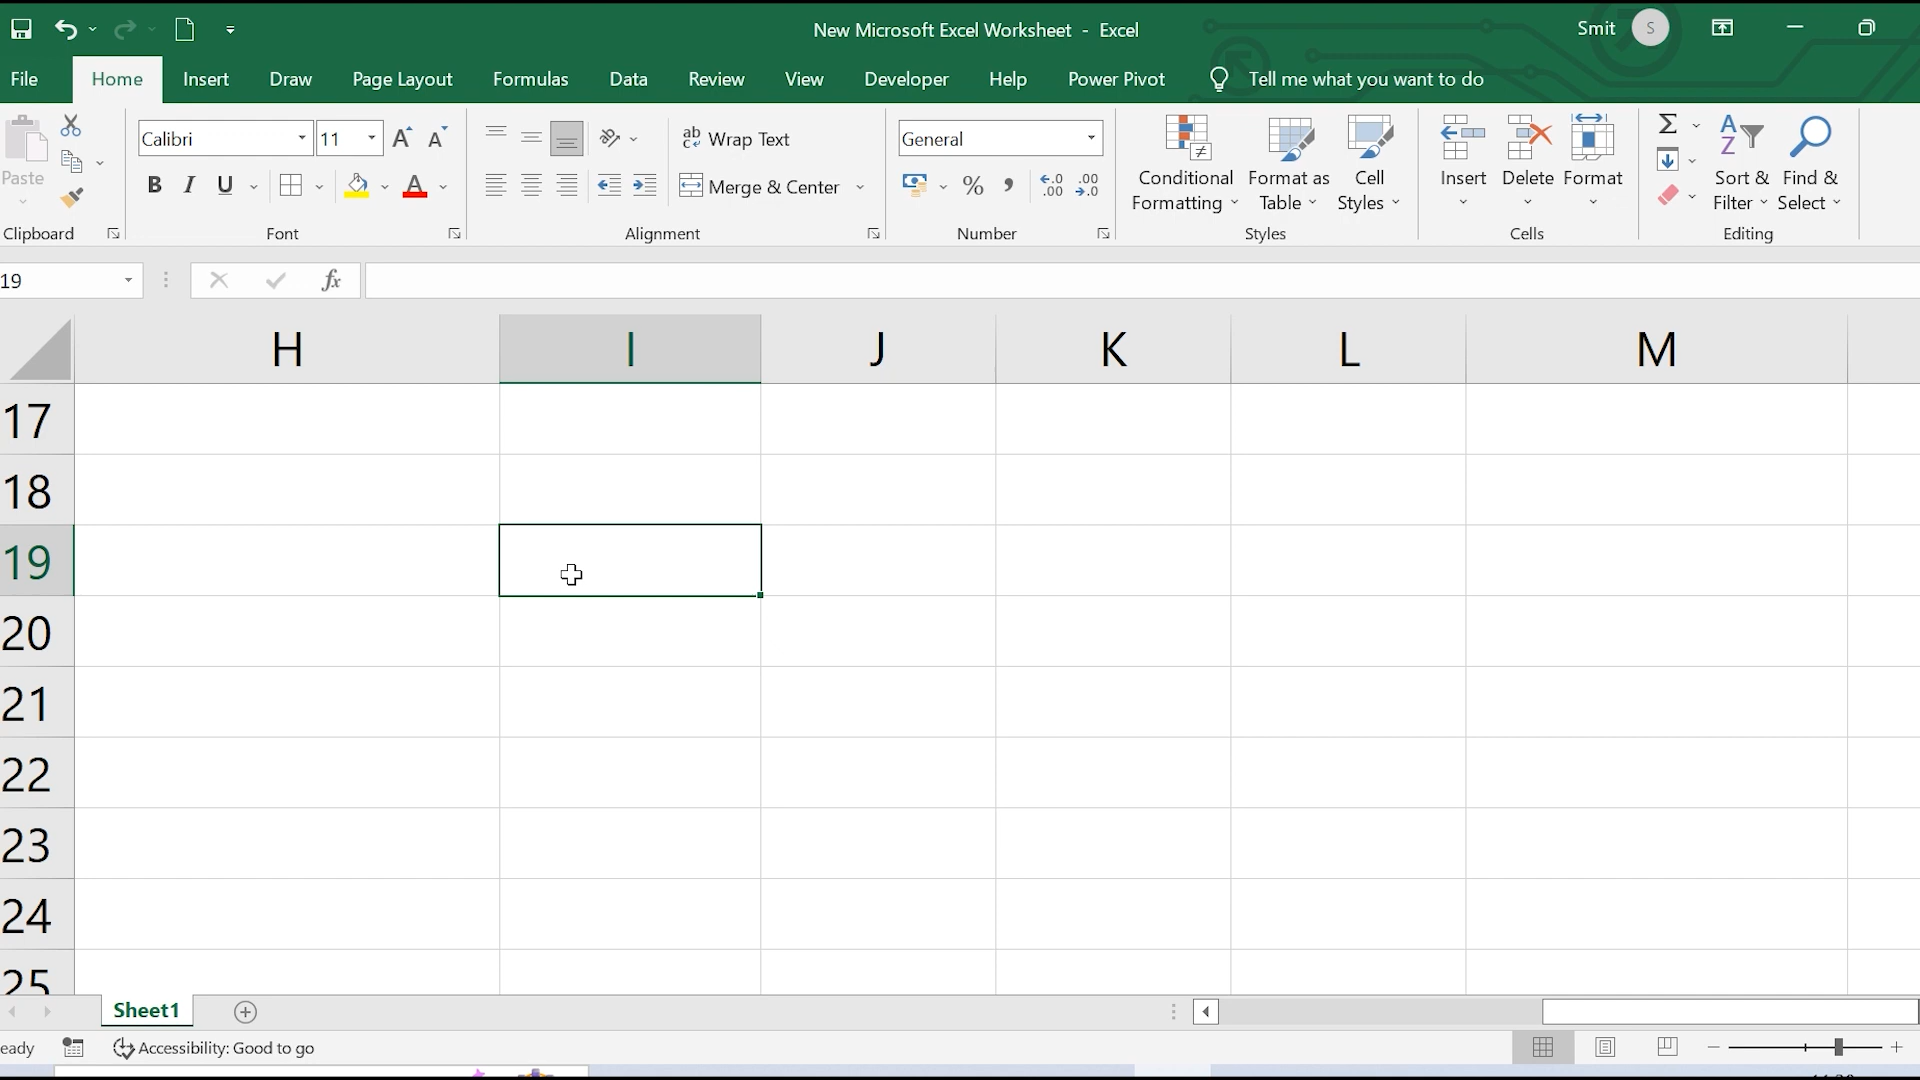 New Microsoft Excel Worksheet - Excel
Smit
S
File Home Insert Draw Page Layout Formulas Data Review View Developer Help Power Pivot Tell me what you want to do
Paste
Clipboard
Calibri 11
B I U A
Font
ab Wrap Text
Merge & Center
Alignment
General
% , .00
Number
Conditional Formatting
Format as Table
Cell Styles
Styles
Insert
Delete
Format
Cells
Sort & Filter
Find & Select
Editing
19
fx
H I J K L M
17
18
19
20
21
22
23
24
25
Sheet1
eady
Accessibility: Good to go